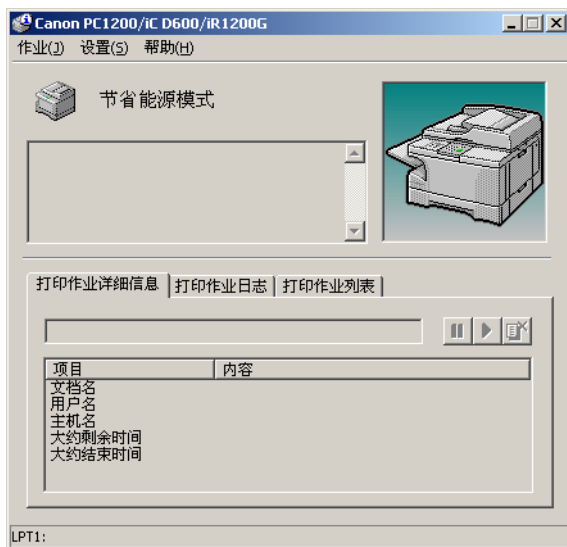 Canon PC1200/iC D600/iR1200G
作业(J) 设置(S) 帮助(H)
节省能源模式
打印作业详细信息 打印作业日志 打印作业列表
项目 内容
文档名
用户名
主机名
大约剩余时间
大约结束时间
LPT1: